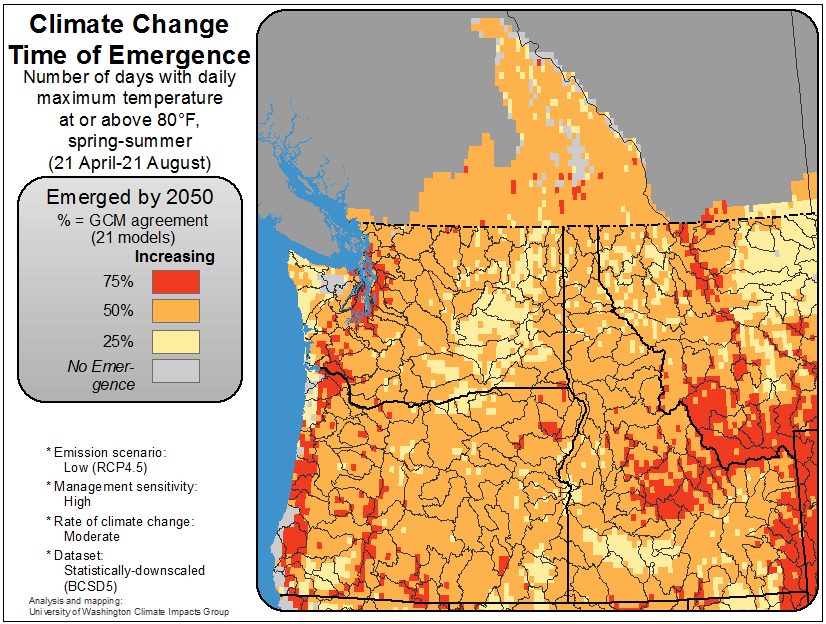 Climate Change
Time of Emergence
Number of days with daily
maximum temperature
at or above 80°F,
spring-summer
(21 April-21 August)
Emerged by 2050
% = GCM agreement
(21 models)
Increasing
75%
50%
25%
No Emer-
gence
* Emission scenario:
Low (RCP4.5)
* Management sensitivity:
High
* Rate of climate change:
Moderate
* Dataset:
Statistically-downscaled
(BCSD5)
Analysis and mapping:
University of Washington Climate Impacts Group